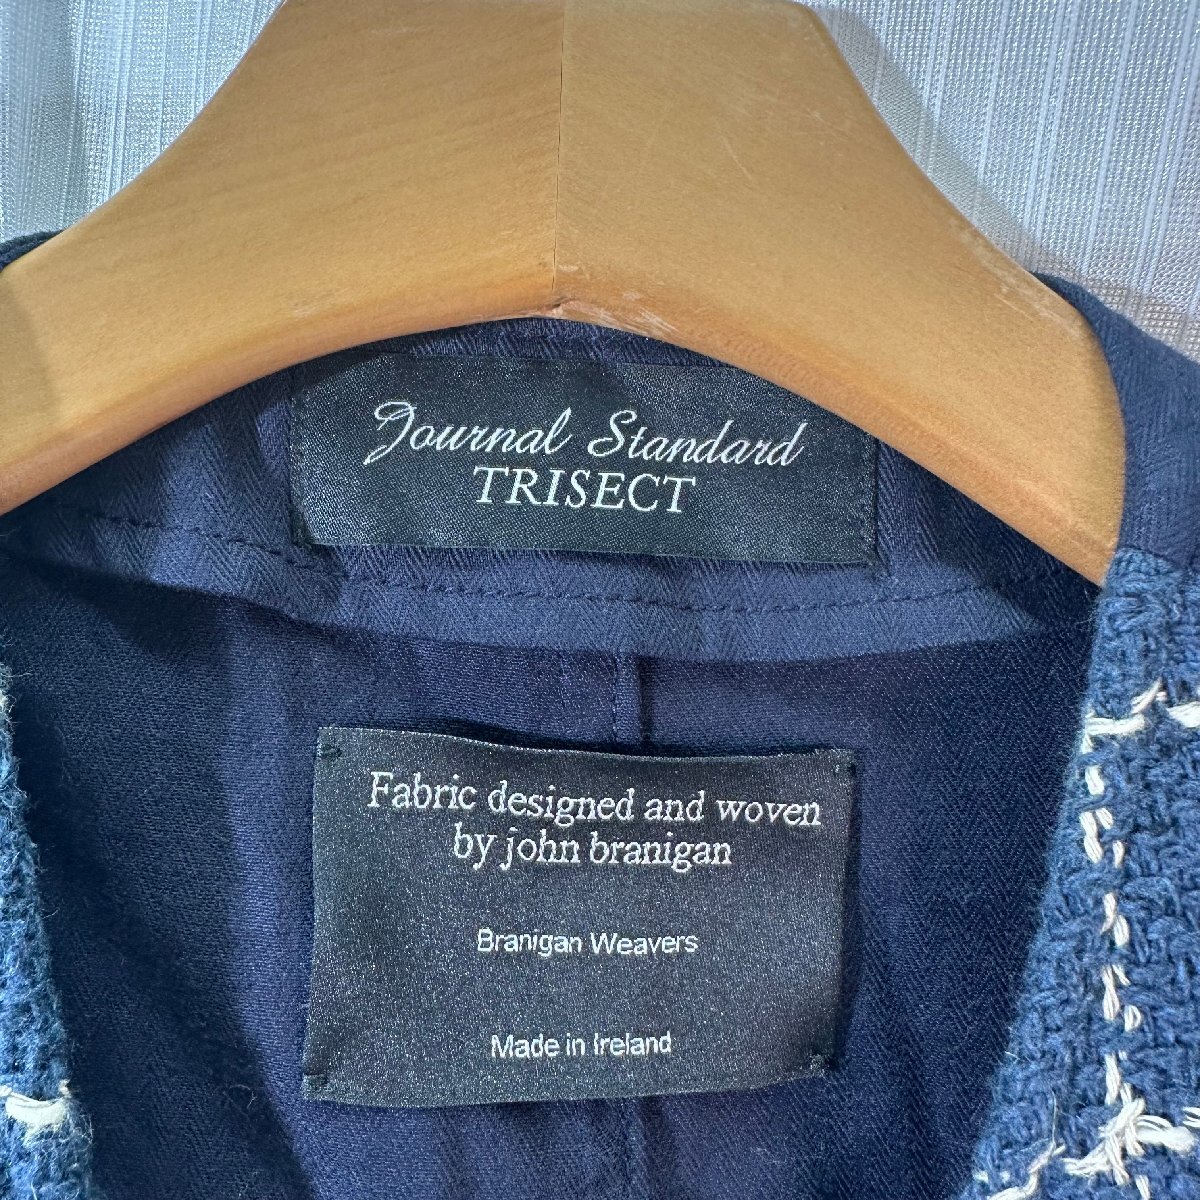 Journal Standard
TRISECT
Fabric designed and woven
by john branigan
Branigan Weavers
Made in Ireland